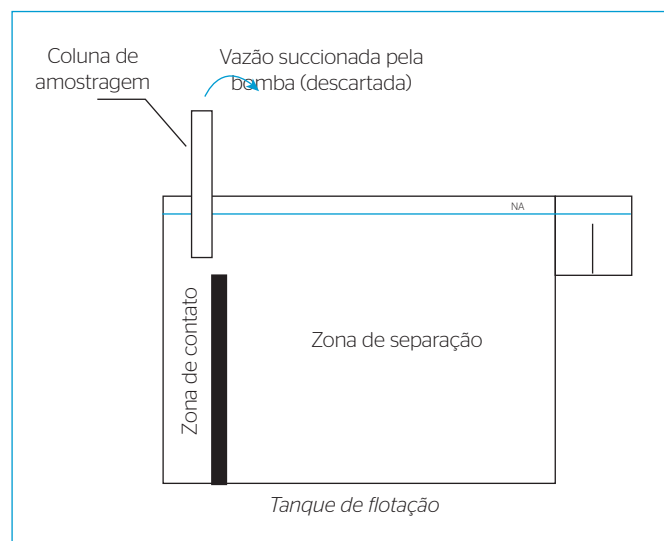 Coluna de
amostragem
Vazão succionada pela
bomba (descartada)
NA
Zona de contato
Zona de separação
Tanque de flotação